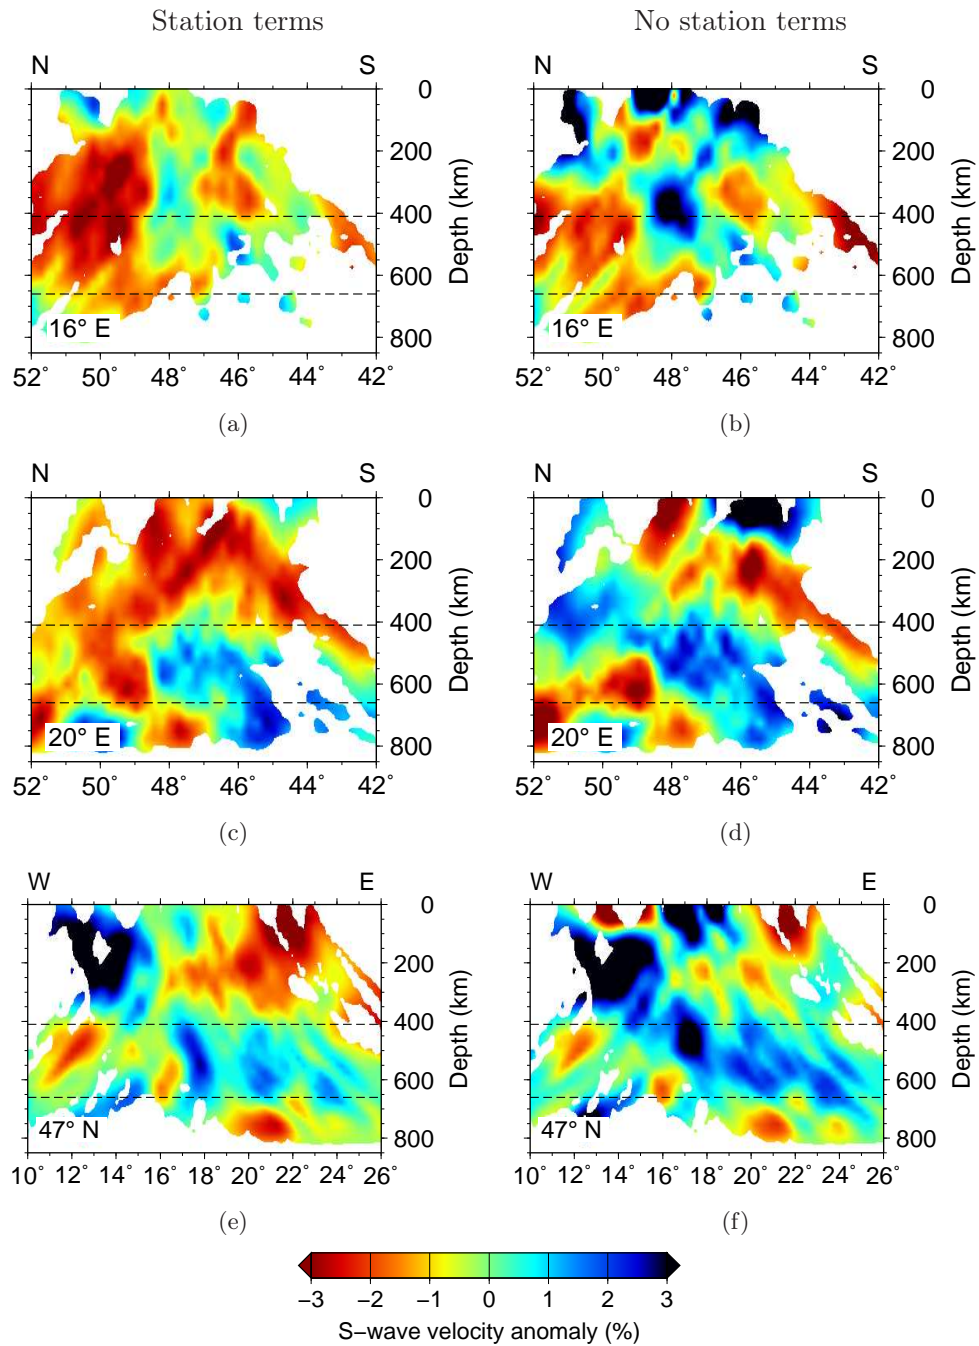 Station terms No station terms
N S N S
0 0
200 200
400 400
600 600
800 800
Depth (km) Depth (km)
16° E 16° E
52° 50° 48° 46° 44° 42° 52° 50° 48° 46° 44° 42°
(a) (b)
N S N S
0 0
200 200
400 400
600 600
800 800
Depth (km) Depth (km)
20° E 20° E
52° 50° 48° 46° 44° 42° 52° 50° 48° 46° 44° 42°
(c) (d)
W E W E
0 0
200 200
400 400
600 600
800 800
Depth (km) Depth (km)
47° N 47° N
10° 12° 14° 16° 18° 20° 22° 24° 26° 10° 12° 14° 16° 18° 20° 22° 24° 26°
(e) (f)
−3 −2 −1 0 1 2 3
S−wave velocity anomaly (%)